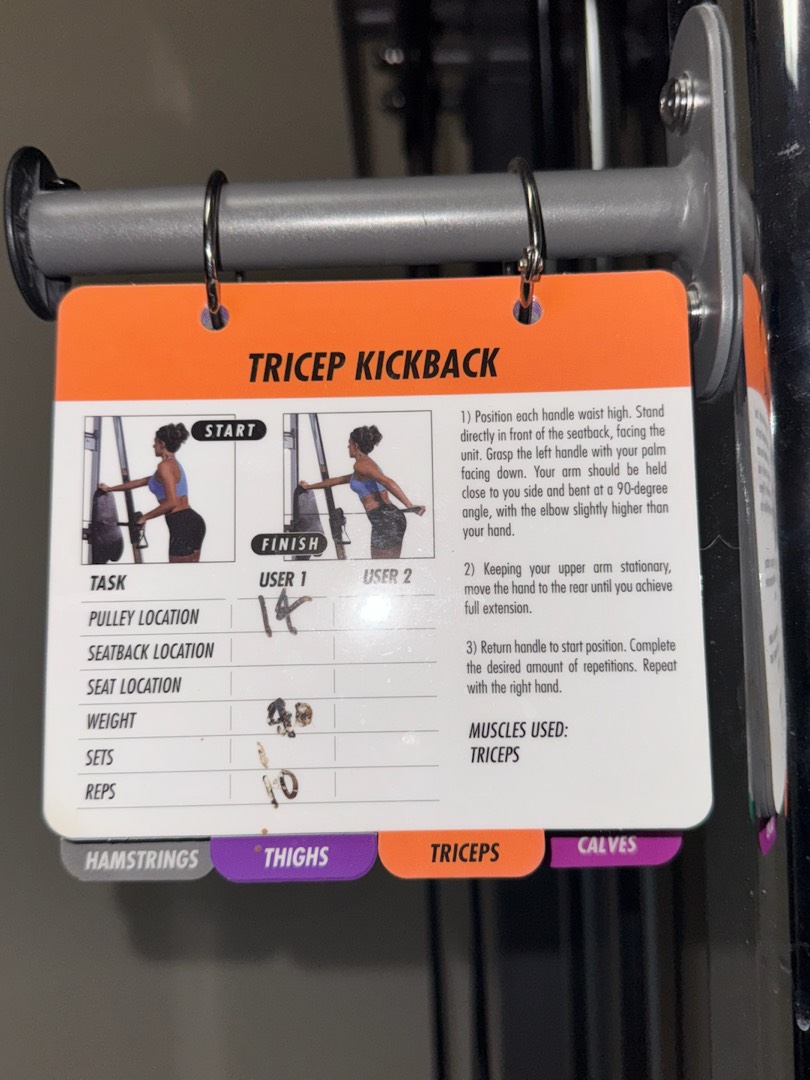 TRICEP KICKBACK
START
FINISH
TASK USER 1 USER 2
PULLEY LOCATION 14
SEATBACK LOCATION
SEAT LOCATION
WEIGHT 40
SETS
REPS 10
1) Position each handle waist high. Stand
directly in front of the seatback, facing the
unit. Grasp the left handle with your palm
facing down. Your arm should be held
close to you side and bent at a 90-degree
angle, with the elbow slightly higher than
your hand.
2) Keeping your upper arm stationary,
move the hand to the rear until you achieve
full extension.
3) Return handle to start position. Complete
the desired amount of repetitions. Repeat
with the right hand.
MUSCLES USED:
TRICEPS
HAMSTRINGS
THIGHS
TRICEPS
CALVES